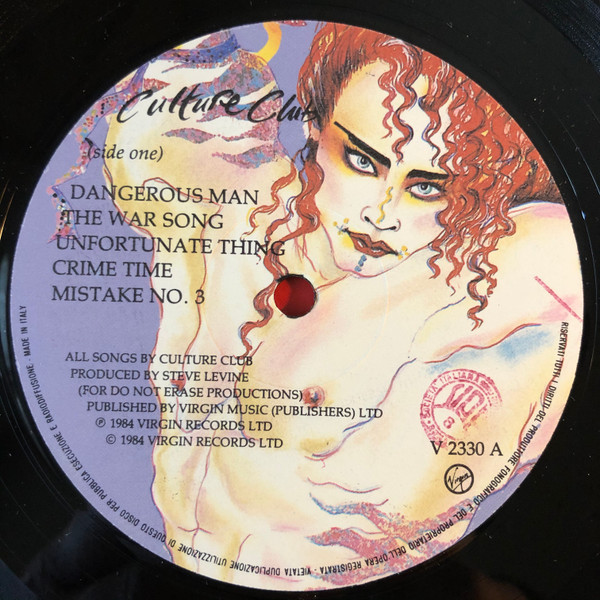 Culture Club
(side one)
DANGEROUS MAN
THE WAR SONG
UNFORTUNATE THING
CRIME TIME
MISTAKE NO. 3
ALL SONGS BY CULTURE CLUB
PRODUCED BY STEVE LEVINE
(FOR DO NOT ERASE PRODUCTIONS)
PUBLISHED BY VIRGIN MUSIC (PUBLISHERS) LTD
℗ 1984 VIRGIN RECORDS LTD
© 1984 VIRGIN RECORDS LTD
V 2330 A
Virgin
RISERVATI TUTTI I DIRITTI DEL PRODUTTORE FONOGRAFICO E DEL PROPRIETARIO DELL'OPERA REGISTRATA - VIETATA DUPLICAZIONE UTILIZZAZIONE DI QUESTO DISCO PER PUBBLICA ESECUZIONE E RADIODIFFUSIONE - MADE IN ITALY